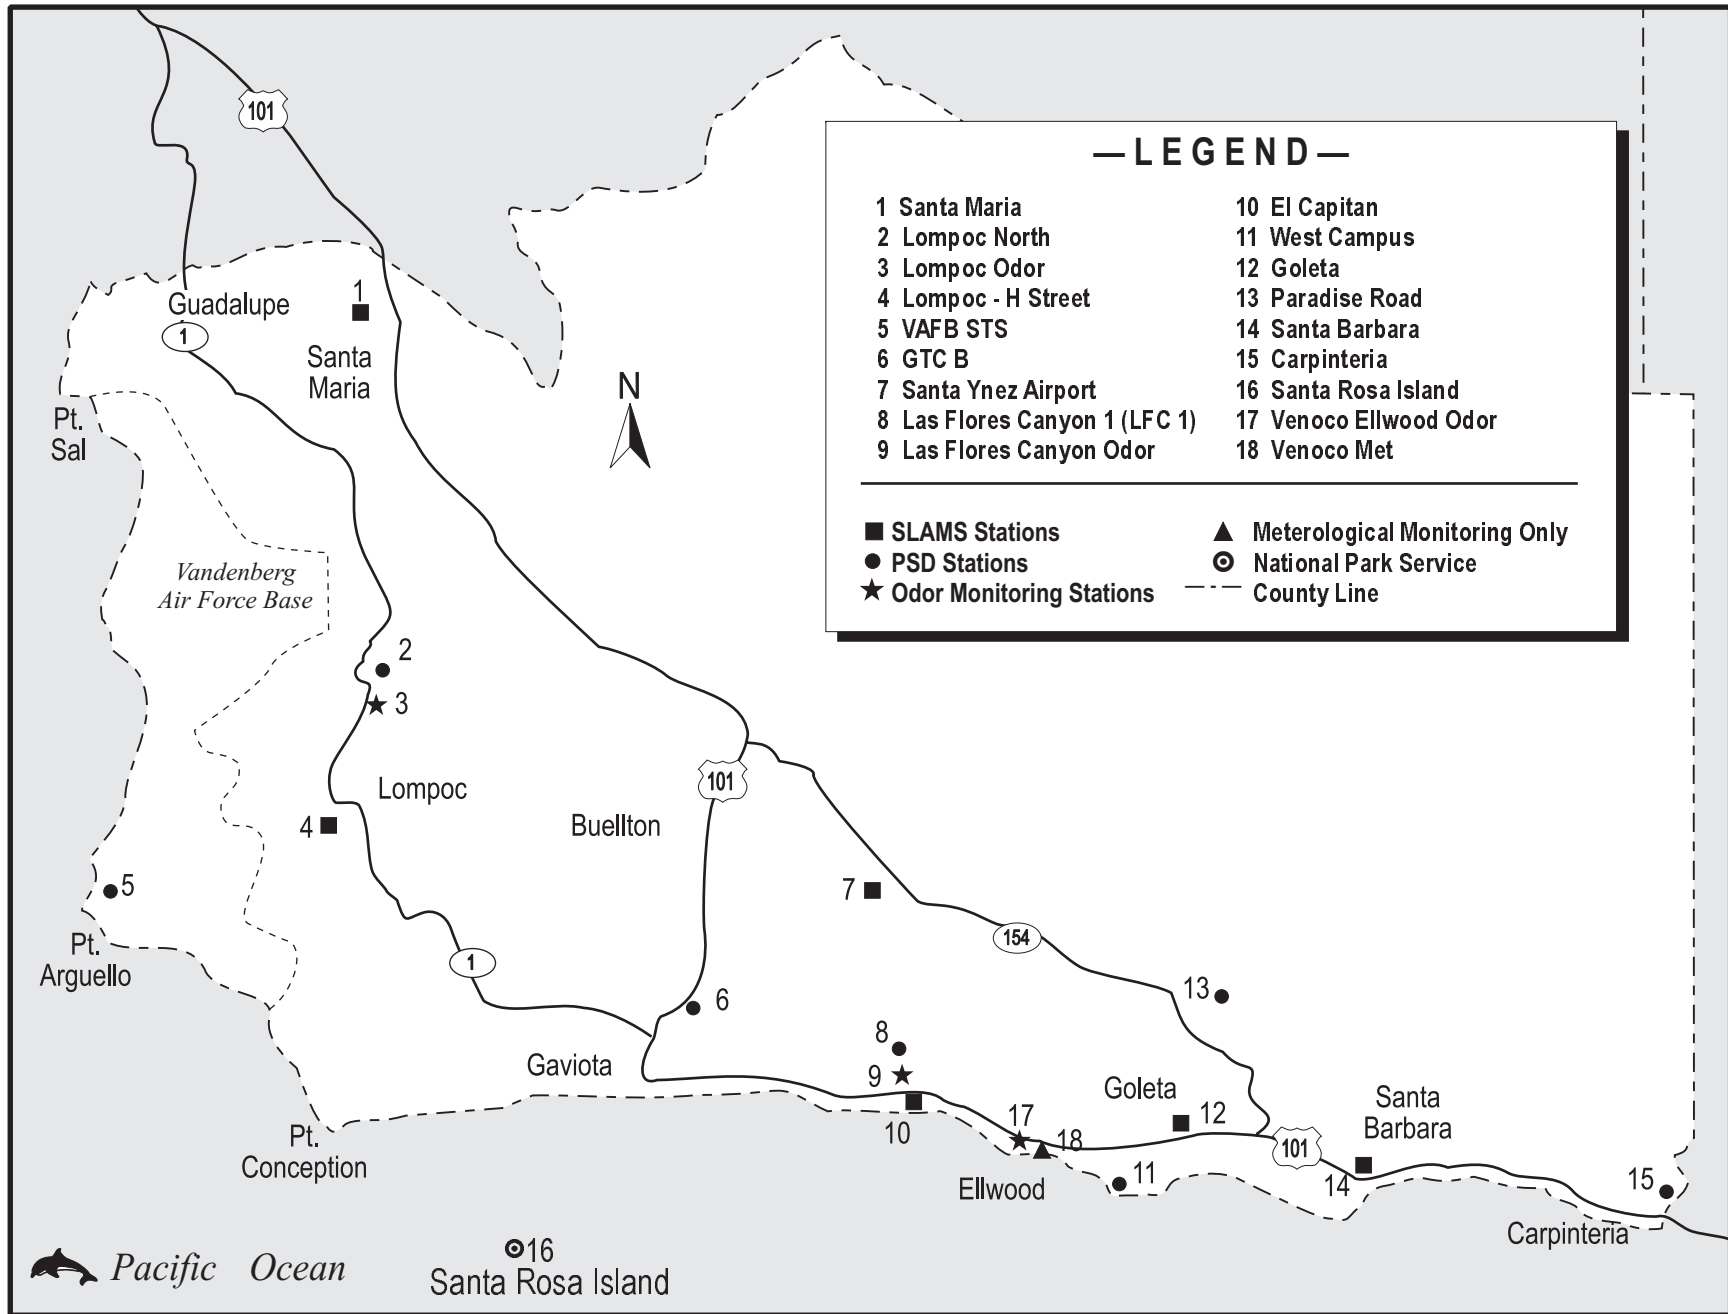 101
— L E G E N D —
1 Santa Maria
2 Lompoc North
3 Lompoc Odor
4 Lompoc - H Street
5 VAFB STS
6 GTC B
7 Santa Ynez Airport
8 Las Flores Canyon 1 (LFC 1)
9 Las Flores Canyon Odor
10 El Capitan
11 West Campus
12 Goleta
13 Paradise Road
14 Santa Barbara
15 Carpinteria
16 Santa Rosa Island
17 Venoco Ellwood Odor
18 Venoco Met
SLAMS Stations
PSD Stations
Odor Monitoring Stations
Meterological Monitoring Only
National Park Service
County Line
1
Guadalupe
1
Santa
Maria
N
Pt.
Sal
Vandenberg
Air Force Base
2
3
101
Lompoc
4
Buellton
5
7
Pt.
Arguello
1
154
6
13
8
Gaviota
9
Goleta
Santa
Barbara
10
17
12
18
101
Pt.
Conception
Ellwood
11
14
15
Carpinteria
16
Santa Rosa Island
Pacific Ocean